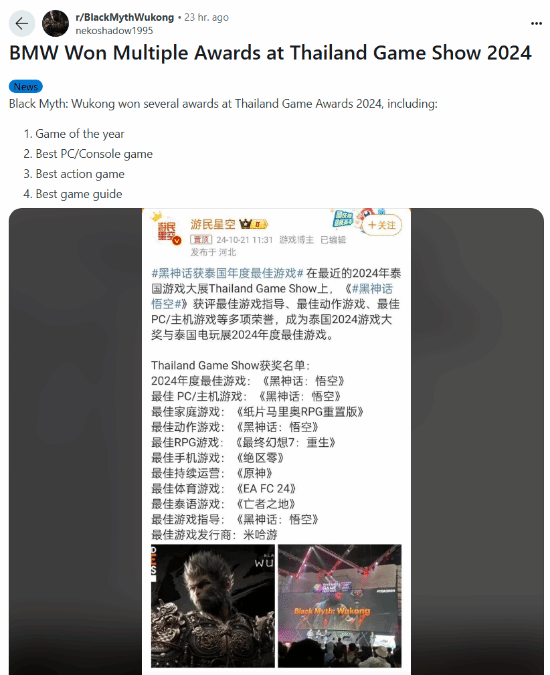 r/BlackMythWukong • 23 hr. ago
nekoshadow1995
BMW Won Multiple Awards at Thailand Game Show 2024
News
Black Myth: Wukong won several awards at Thailand Game Awards 2024, including:
1. Game of the year
2. Best PC/Console game
3. Best action game
4. Best game guide
游民星空
游民星空 II
+关注
置顶 24-10-21 11:31 游戏博主 已编辑
发布于 河北
#黑神话获泰国年度最佳游戏# 在最近的2024年泰
国游戏大展Thailand Game Show上，《#黑神话
悟空#》获评最佳游戏指导、最佳动作游戏、最佳
PC/主机游戏等多项荣誉，成为泰国2024游戏大
奖与泰国电玩展2024年度最佳游戏。
Thailand Game Show获奖名单：
2024年度最佳游戏：《黑神话：悟空》
最佳 PC/主机游戏：《黑神话：悟空》
最佳家庭游戏：《纸片马里奥RPG重置版》
最佳动作游戏：《黑神话：悟空》
最佳RPG游戏：《最终幻想7：重生》
最佳手机游戏：《绝区零》
最佳持续运营：《原神》
最佳体育游戏：《EA FC 24》
最佳泰语游戏：《亡者之地》
最佳游戏指导：《黑神话：悟空》
最佳游戏发行商：米哈游
WU
Black Myth: Wukong